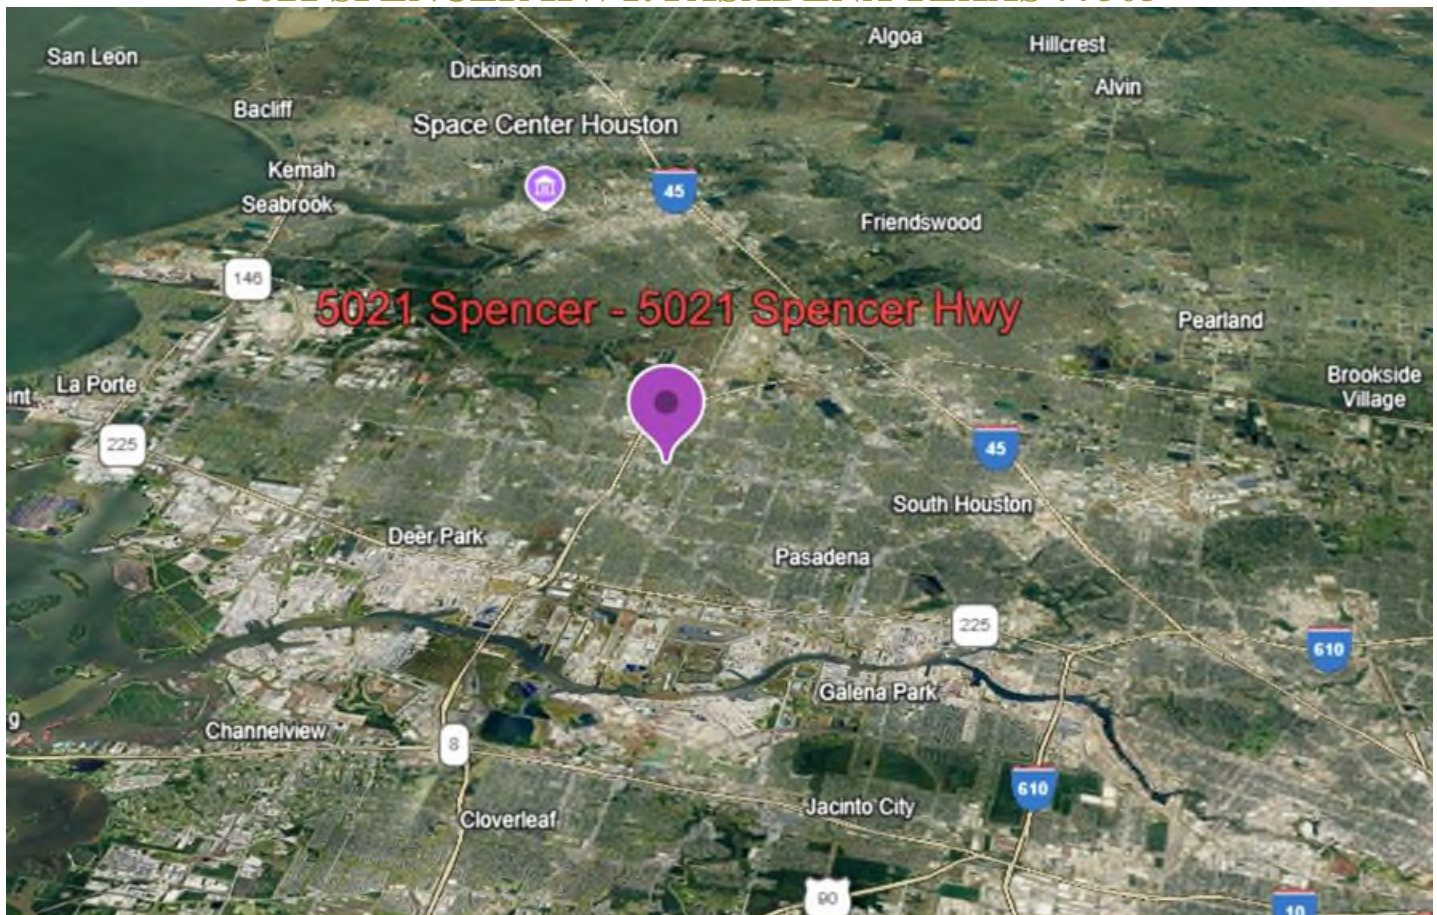 Algoa
Hillcrest
San Leon
Dickinson
Alvin
Bacliff
Space Center Houston
Kemah
45
Seabrook
Friendswood
146
5021 Spencer - 5021 Spencer Hwy
Pearland
La Porte
Brookside
Village
225
45
South Houston
Deer Park
Pasadena
225
610
Galena Park
Channelview
8
610
Jacinto City
Cloverleaf
90
10